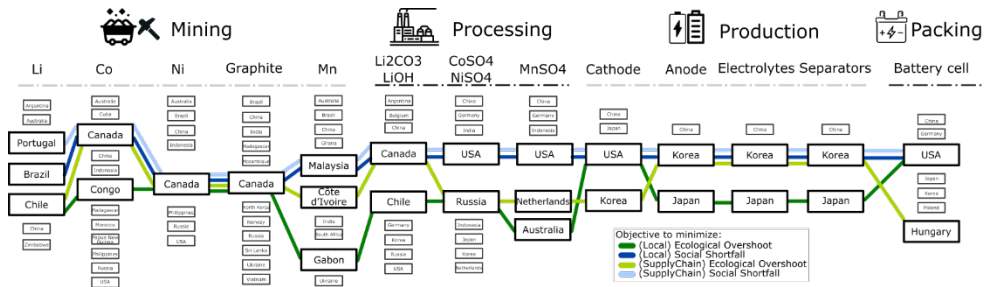 Mining
Processing
Production
Packing
Li
Co
Ni
Graphite
Mn
Li2CO3
LiOH
CoSO4
NiSO4
MnSO4
Cathode
Anode
Electrolytes
Separators
Battery cell
Argentina
Australia
Portugal
Brazil
Chile
China
Zimbabwe
Australia
Cuba
Canada
China
Indonesia
Congo
Madagascar
Morocco
Papua New Guinea
Philippines
Russia
USA
Australia
Brazil
China
Indonesia
Canada
Philippines
Russia
USA
Brazil
China
India
Madagascar
Mozambique
Canada
North Korea
Norway
Russia
Sri Lanka
Ukraine
Vietnam
Australia
Brazil
China
Ghana
Malaysia
Côte
d'Ivoire
India
South Africa
Gabon
Ukraine
Argentina
Belgium
China
Canada
Chile
Germany
Korea
Russia
USA
China
Germany
India
USA
Russia
Indonesia
Japan
Korea
Netherlands
China
Germany
Indonesia
USA
Netherlands
Australia
China
Japan
USA
Korea
China
Korea
Japan
China
Korea
Japan
China
Korea
Japan
China
Germany
USA
Japan
Korea
Poland
Hungary
Objective to minimize:
(Local) Ecological Overshoot
(Local) Social Shortfall
(SupplyChain) Ecological Overshoot
(SupplyChain) Social Shortfall